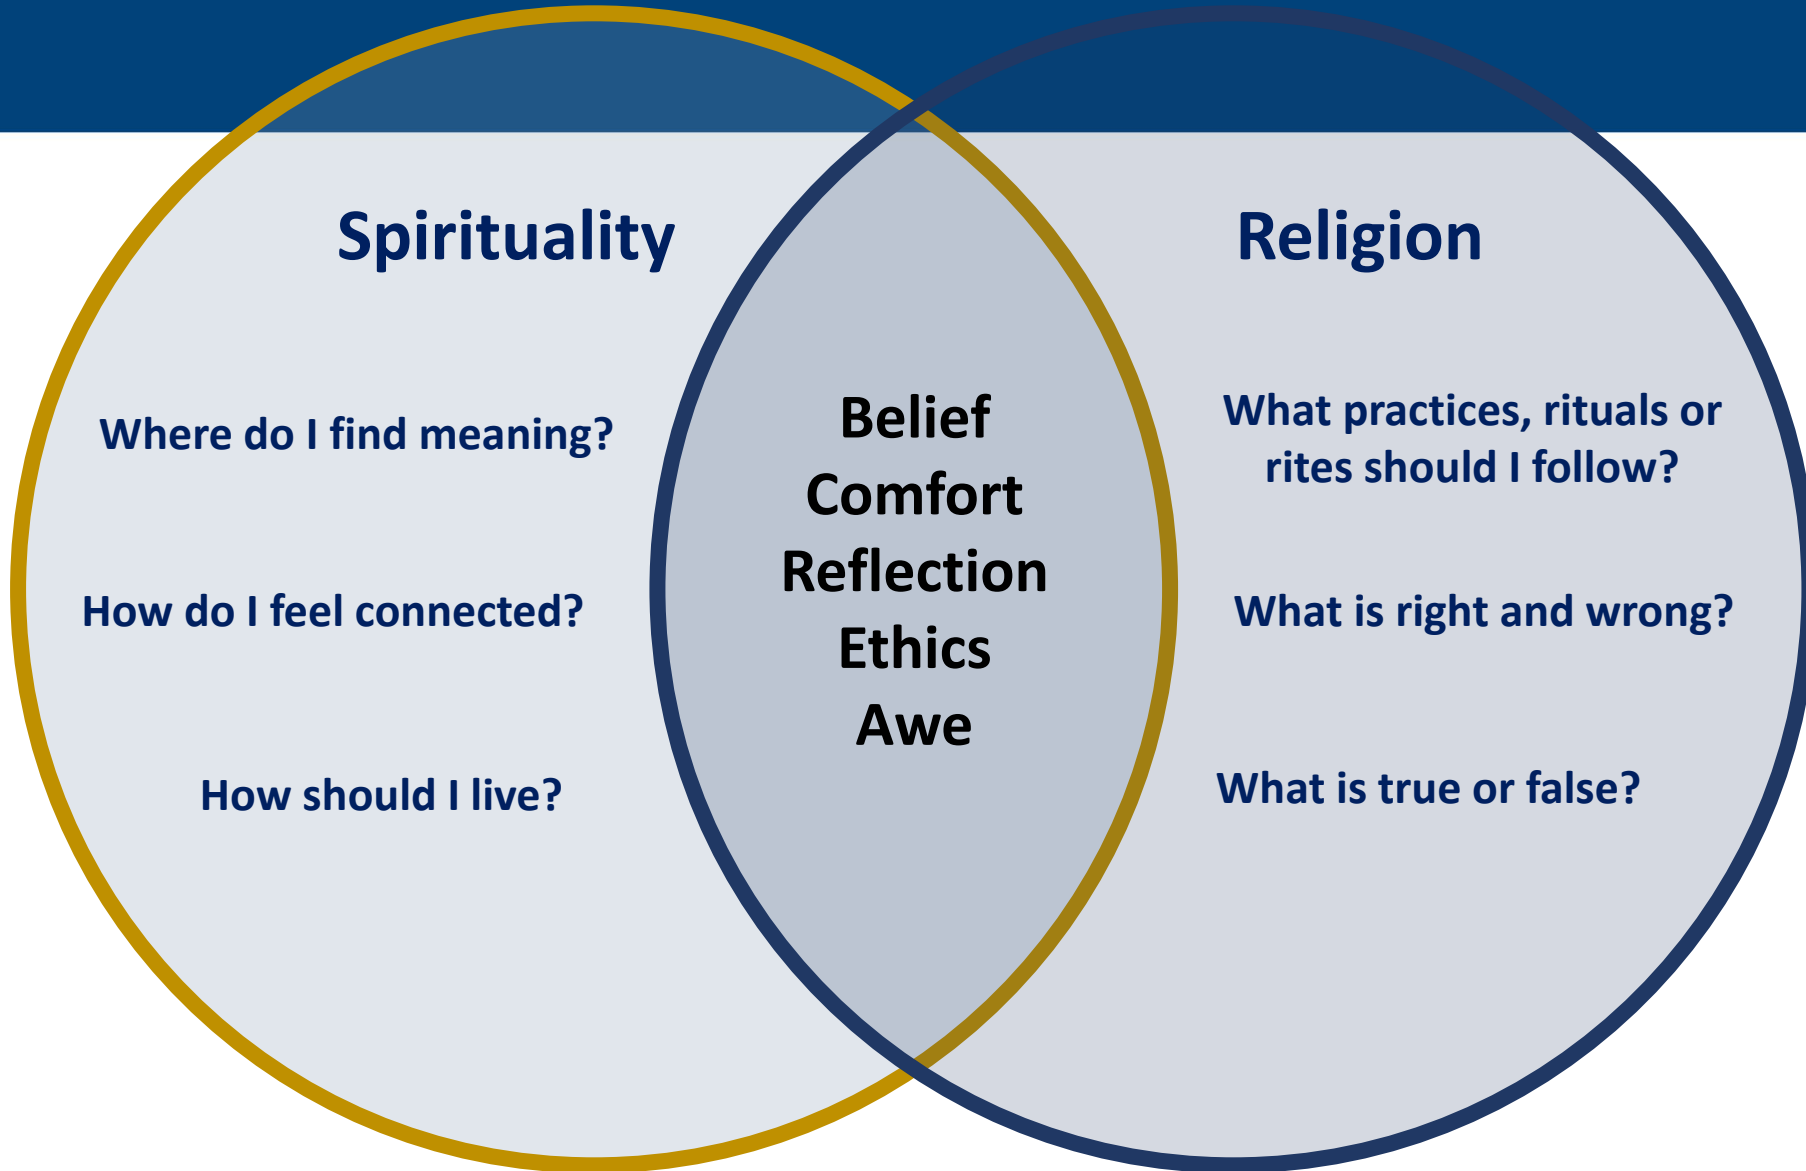 Spirituality
Where do I find meaning?
How do I feel connected?
How should I live?
Belief
Comfort
Reflection
Ethics
Awe
Religion
What practices, rituals or
rites should I follow?
What is right and wrong?
What is true or false?